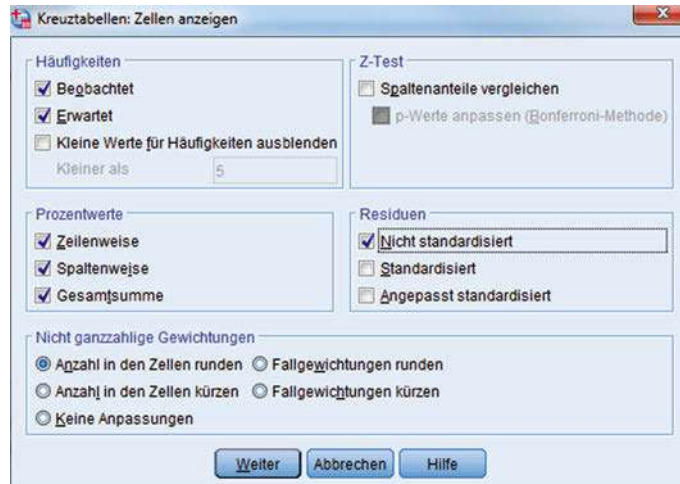 Kreuztabellen: Zellen anzeigen
Häufigkeiten
Beobachtet
Erwartet
Kleine Werte für Häufigkeiten ausblenden
Kleiner als 5
Z-Test
Spaltenanteile vergleichen
p-Werte anpassen (Bonferroni-Methode)
Prozentwerte
Zeilenweise
Spaltenweise
Gesamtsumme
Residuen
Nicht standardisiert
Standardisiert
Angepasst standardisiert
Nicht ganzzahlige Gewichtungen
Anzahl in den Zellen runden Fallgewichtungen runden
Anzahl in den Zellen kürzen Fallgewichtungen kürzen
Keine Anpassungen
Weiter Abbrechen Hilfe